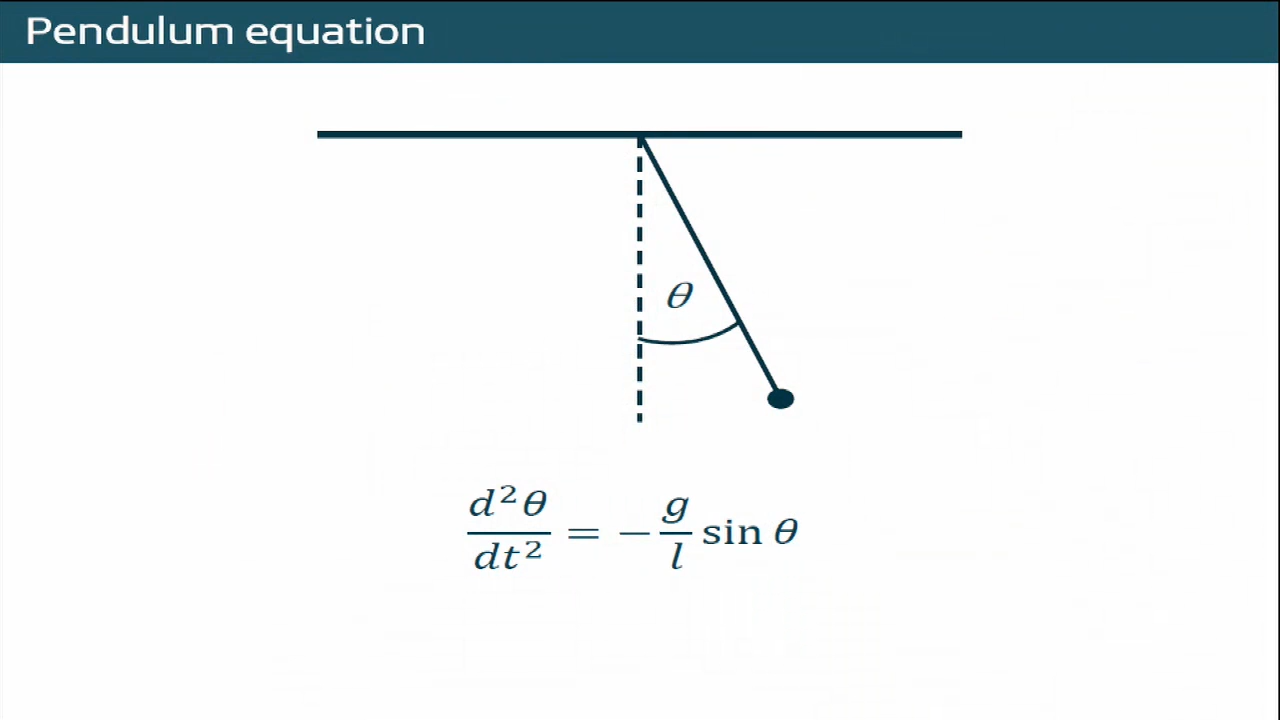 Pendulum equation
θ
d²θ/dt² = −g/l sin θ